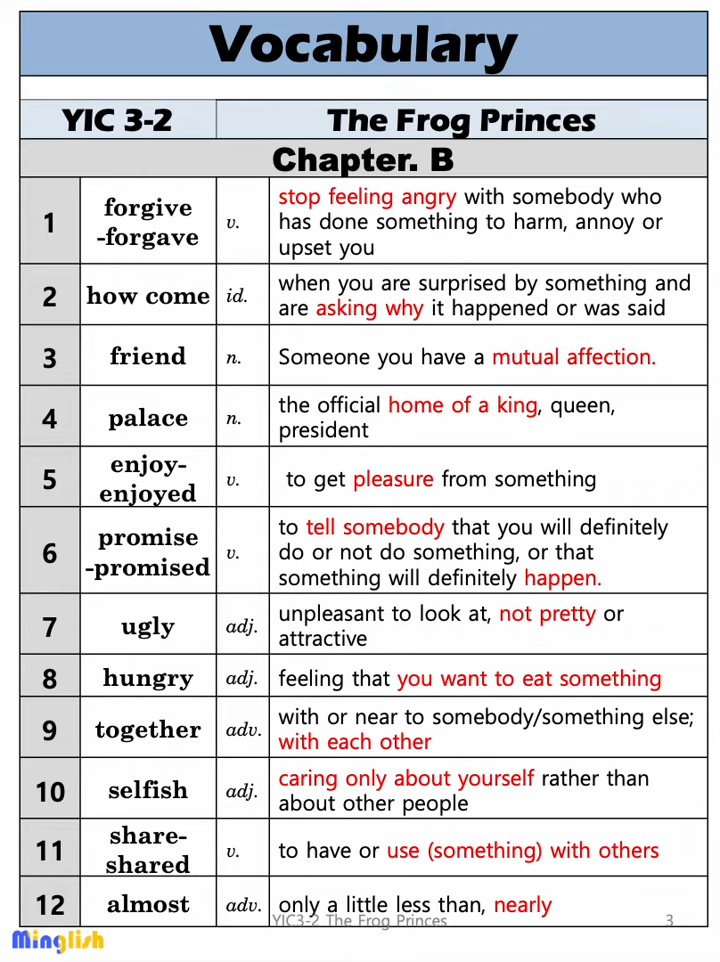 Vocabulary
YIC 3-2 The Frog Princes
Chapter. B
1 forgive -forgave v. stop feeling angry with somebody who
has done something to harm, annoy or
upset you
2 how come id. when you are surprised by something and
are asking why it happened or was said
3 friend n. Someone you have a mutual affection.
4 palace n. the official home of a king, queen,
president
5 enjoy-
enjoyed v. to get pleasure from something
6 promise
-promised v. to tell somebody that you will definitely
do or not do something, or that
something will definitely happen.
7 ugly adj. unpleasant to look at, not pretty or
attractive
8 hungry adj. feeling that you want to eat something
9 together adv. with or near to somebody/something else;
with each other
10 selfish adj. caring only about yourself rather than
about other people
11 share-
shared v. to have or use (something) with others
12 almost adv. only a little less than, nearly
YIC3-2 The Frog Princes 3
Minglish